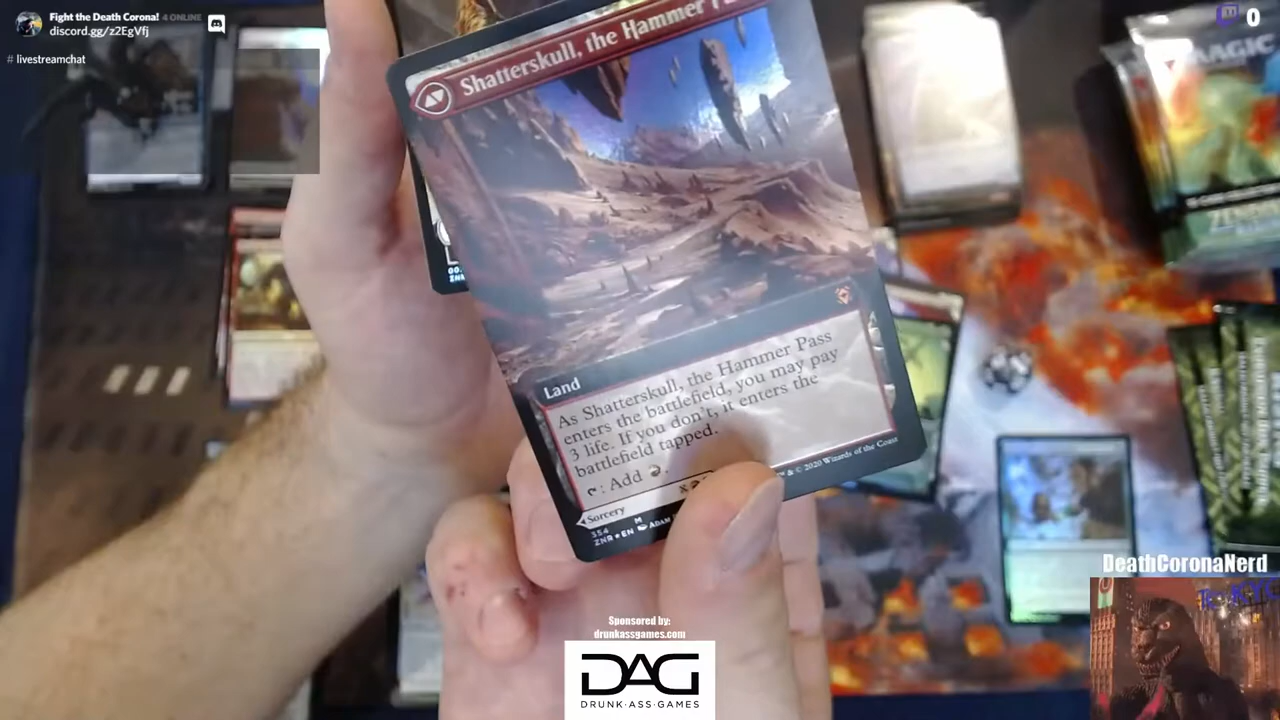 Fight the Death Corona! 4 ONLINE
discord.gg/z2EgVfj
# livestreamchat
0
MAGIC
Shatterskull, the Hammer
Land
As Shatterskull, the Hammer Pass
enters the battlefield, you may pay
3 life. If you don't, it enters the
battlefield tapped.
: Add
Sorcery
354 M
ZNR • EN ADAM
& © 2020 Wizards of the Coast
DeathCoronaNerd
Sponsored by:
drunkassgames.com
DAG
DRUNK·ASS·GAMES